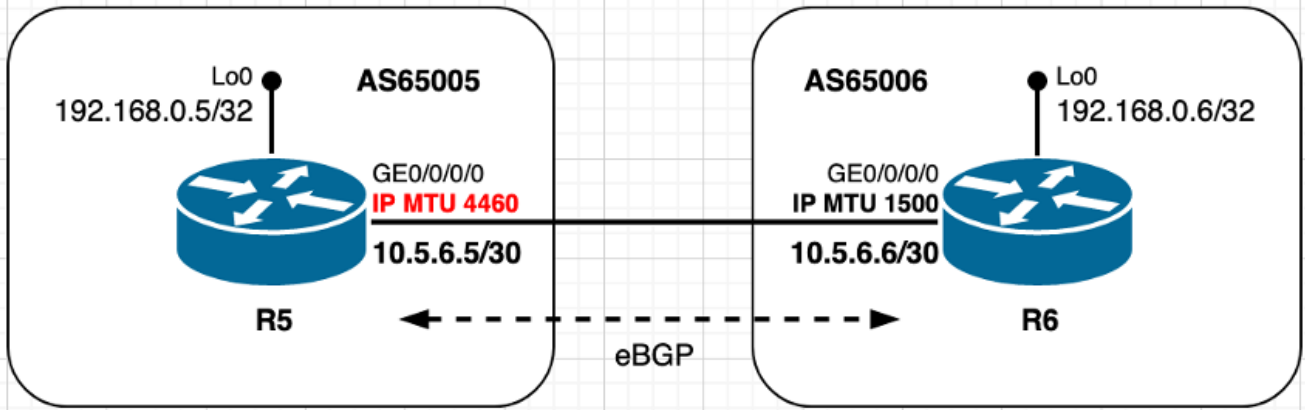 Lo0
192.168.0.5/32
AS65005
GE0/0/0/0
IP MTU 4460
10.5.6.5/30
R5
AS65006
Lo0
192.168.0.6/32
GE0/0/0/0
IP MTU 1500
10.5.6.6/30
R6
eBGP